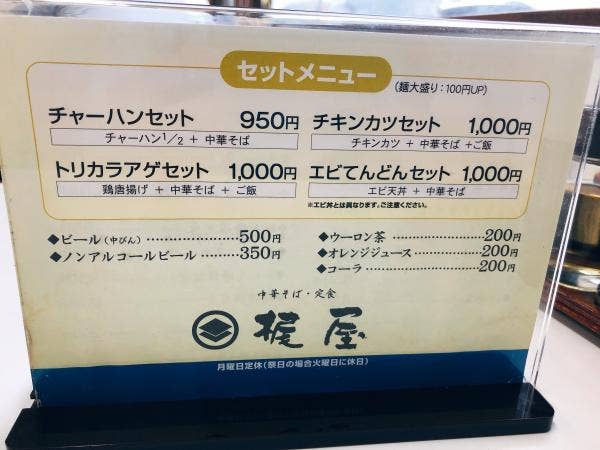 セットメニュー
(麺大盛り:100円UP)
チャーハンセット 950円
チャーハン1/2 + 中華そば
チキンカツセット 1,000円
チキンカツ + 中華そば +ご飯
トリカラアゲセット 1,000円
鶏唐揚げ + 中華そば + ご飯
エビてんどんセット 1,000円
エビ天丼 + 中華そば
※エビ丼とは異なります。ご注意ください。
◆ビール(中びん)………………500円
◆ノンアルコールビール………350円
◆ウーロン茶………………200円
◆オレンジジュース………200円
◆コーラ……………………200円
中華そば・定食
梶屋
月曜日定休(祭日の場合火曜日に休日)